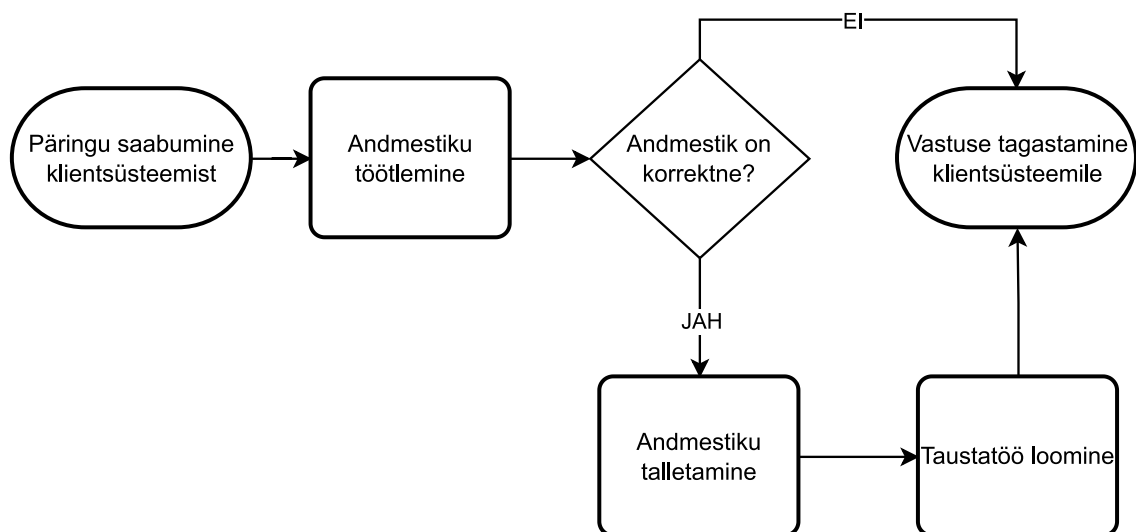 Päringu saabumine
klientsüsteemist
Andmestiku
töötlemine
Andmestik on
korrektne?
EI
Vastuse tagastamine
klientsüsteemile
JAH
Andmestiku
talletamine
Taustatöö loomine